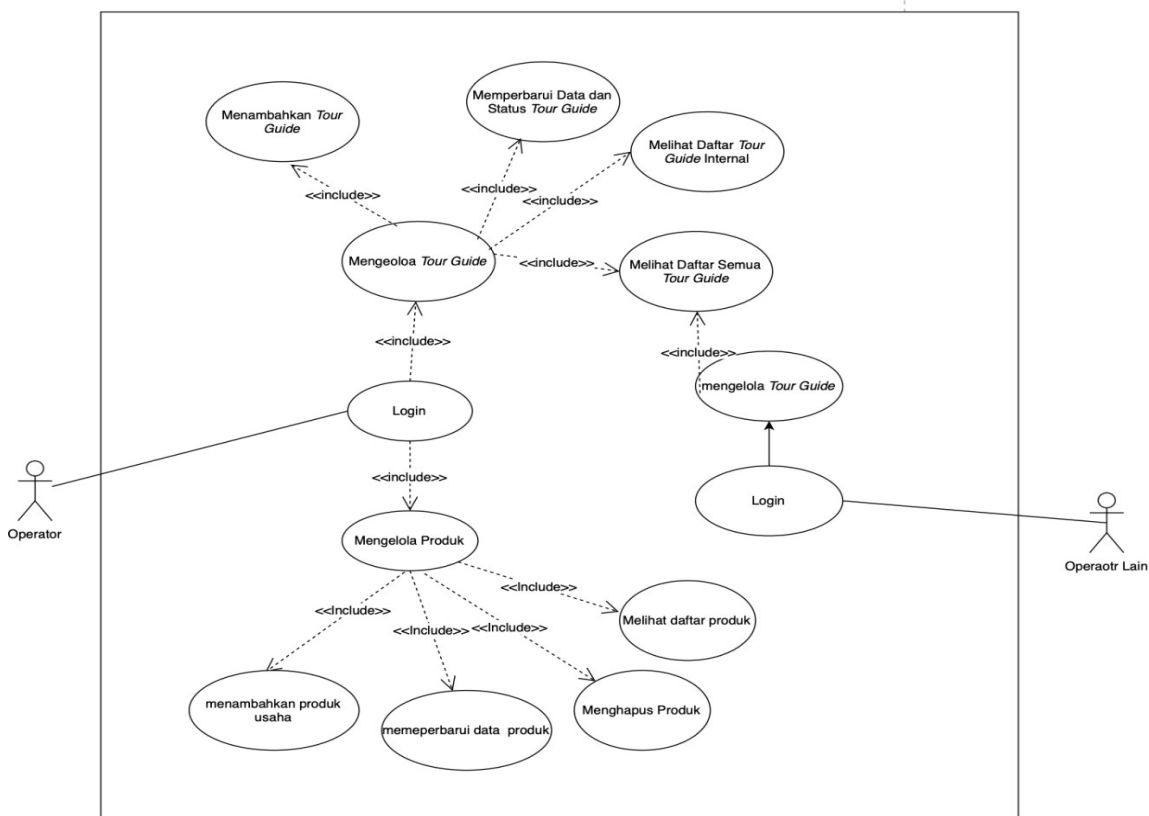 Menambahkan Tour
Guide
Memperbarui Data dan
Status Tour Guide
Melihat Daftar Tour
Guide Internal
<<include>>
<<include>>
<<include>>
Mengeoloa Tour Guide
<<include>>
Melihat Daftar Semua
Tour Guide
<<include>>
<<include>>
mengelola Tour Guide
Login
<<include>>
Login
Operator
Operaotr Lain
Mengelola Produk
<<Include>>
<<Include>>
<<Include>>
<<Include>>
Melihat daftar produk
menambahkan produk
usaha
memeperbarui data produk
Menghapus Produk